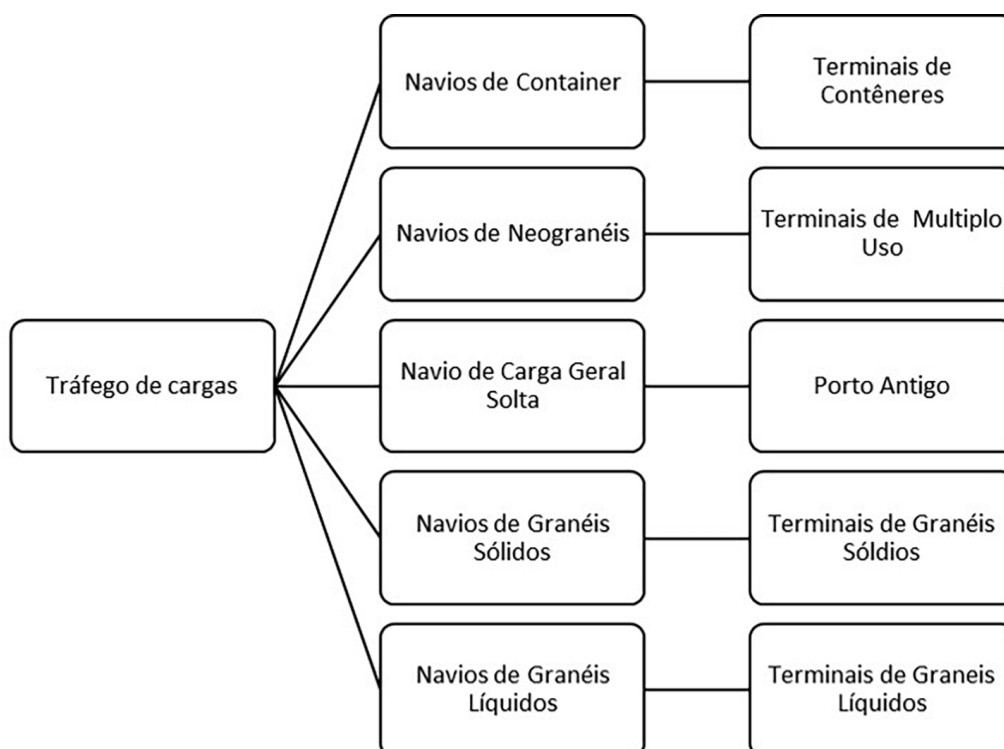 Navios de Container
Terminais de
Contêneres
Navios de Neogranéis
Terminais de Multiplo
Uso
Tráfego de cargas
Navio de Carga Geral
Solta
Porto Antigo
Navios de Granéis
Sólidos
Terminais de Granéis
Sóldios
Navios de Granéis
Líquidos
Terminais de Graneis
Líquidos